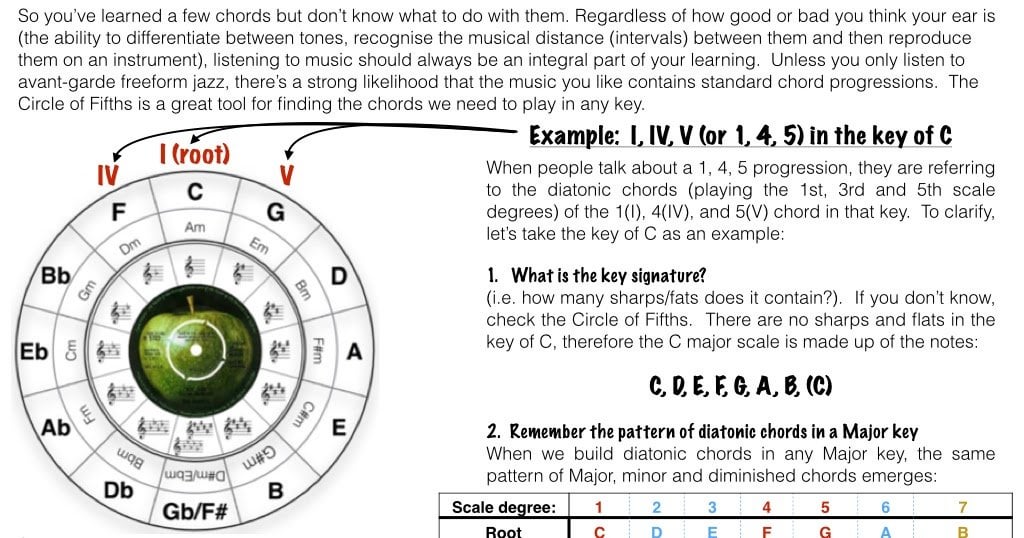 So you've learned a few chords but don't know what to do with them. Regardless of how good or bad you think your ear is
(the ability to differentiate between tones, recognise the musical distance (intervals) between them and then reproduce
them on an instrument), listening to music should always be an integral part of your learning. Unless you only listen to
avant-garde freeform jazz, there's a strong likelihood that the music you like contains standard chord progressions. The
Circle of Fifths is a great tool for finding the chords we need to play in any key.
Example: I, IV, V (or 1, 4, 5) in the key of C
When people talk about a 1, 4, 5 progression, they are referring
to the diatonic chords (playing the 1st, 3rd and 5th scale
degrees) of the 1(I), 4(IV), and 5(V) chord in that key. To clarify,
let's take the key of C as an example:
1. What is the key signature?
(i.e. how many sharps/fats does it contain?). If you don't know,
check the Circle of Fifths. There are no sharps and flats in the
key of C, therefore the C major scale is made up of the notes:
C, D, E, F, G, A, B, (C)
2. Remember the pattern of diatonic chords in a Major key
When we build diatonic chords in any Major key, the same
pattern of Major, minor and diminished chords emerges:
Scale degree: 1 2 3 4 5 6 7
Root C D E F G A B
IV
I (root)
V
C
G
D
A
E
B
Gb/F#
Db
Ab
Eb
Bb
F
Am
Em
Bm
F#m
C#m
G#m
D#m/Ebm
Bbm
Fm
Cm
Gm
Dm